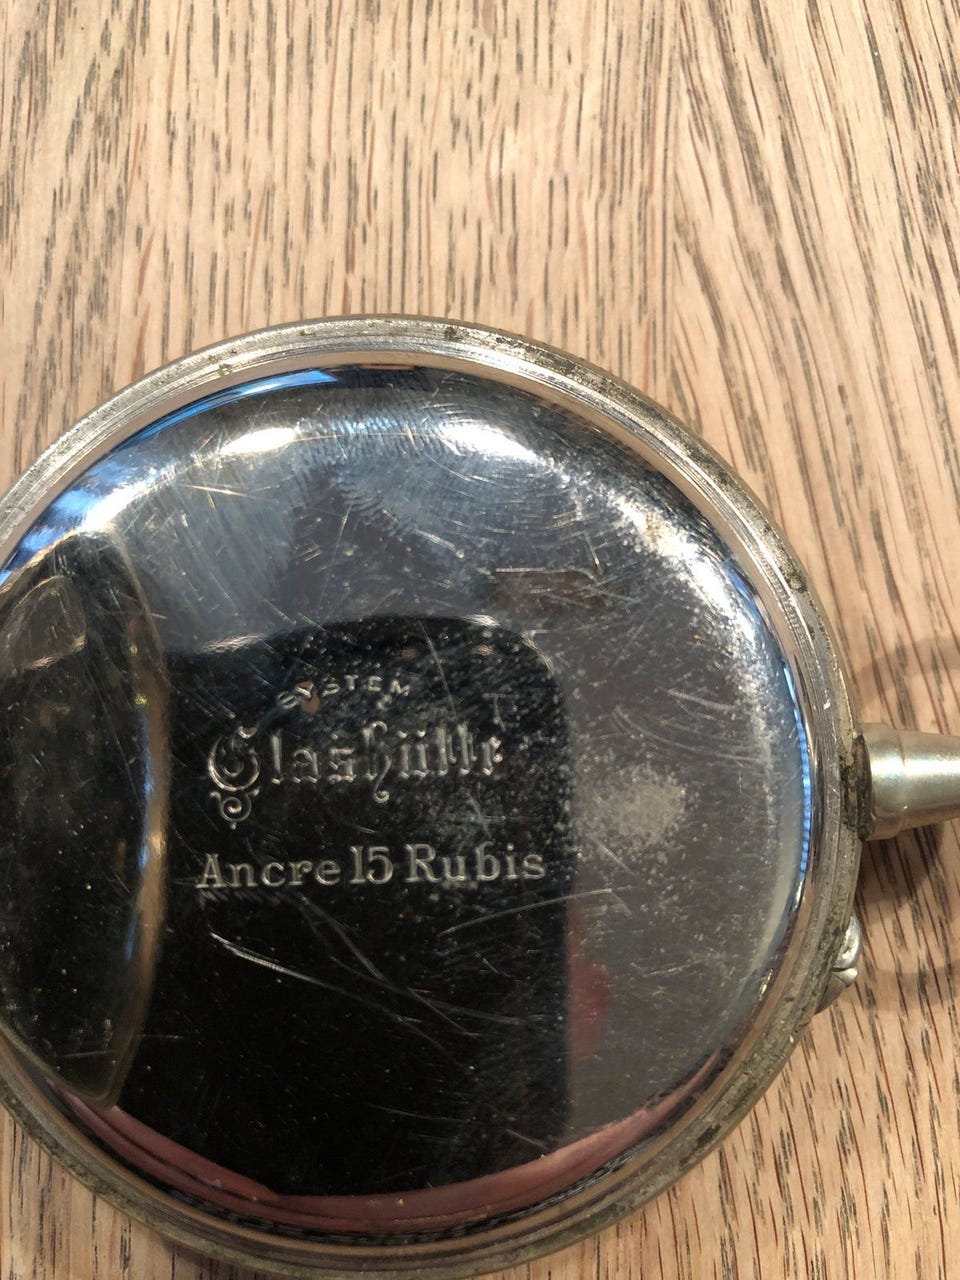 SYSTEM
Glashütte
Ancre 15 Rubis